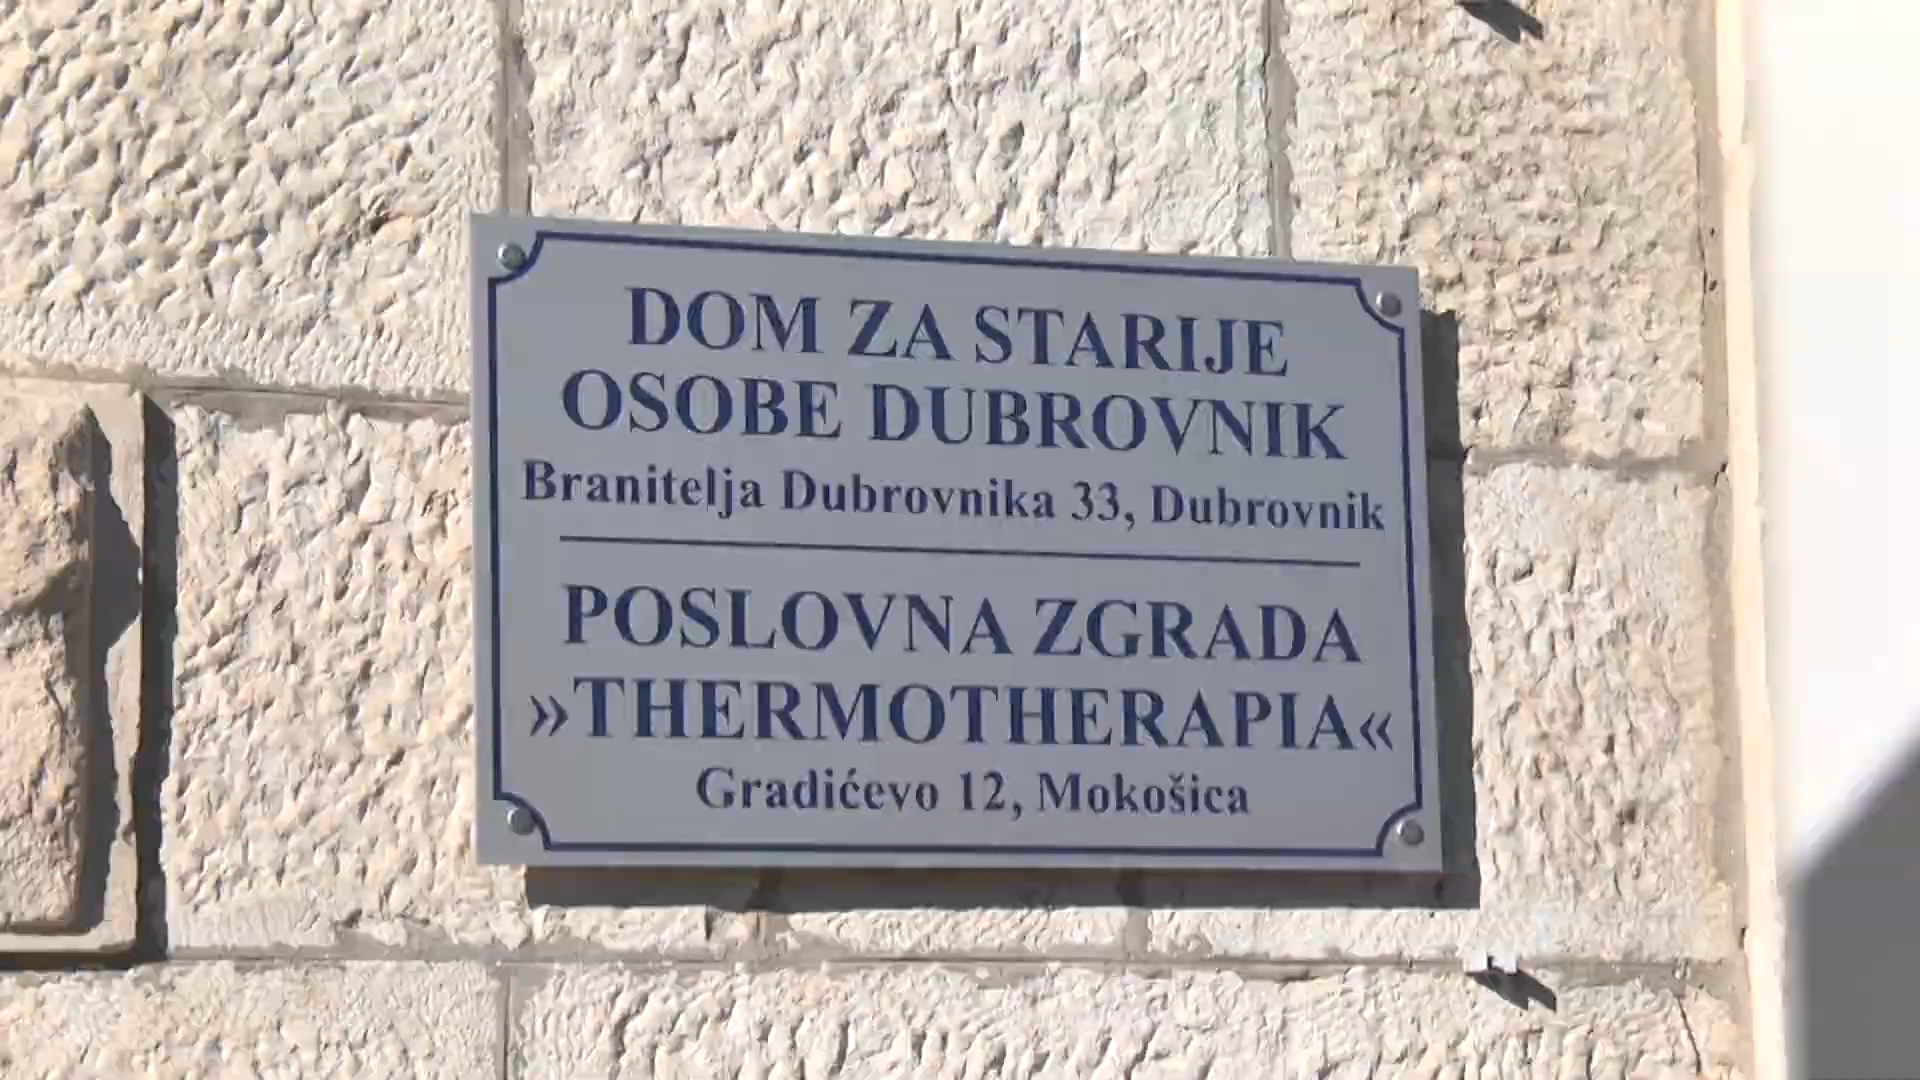 DOM ZA STARIJE
OSOBE DUBROVNIK
Branitelja Dubrovnika 33, Dubrovnik
POSLOVNA ZGRADA
»THERMOTHERAPIA«
Gradićevo 12, Mokošica